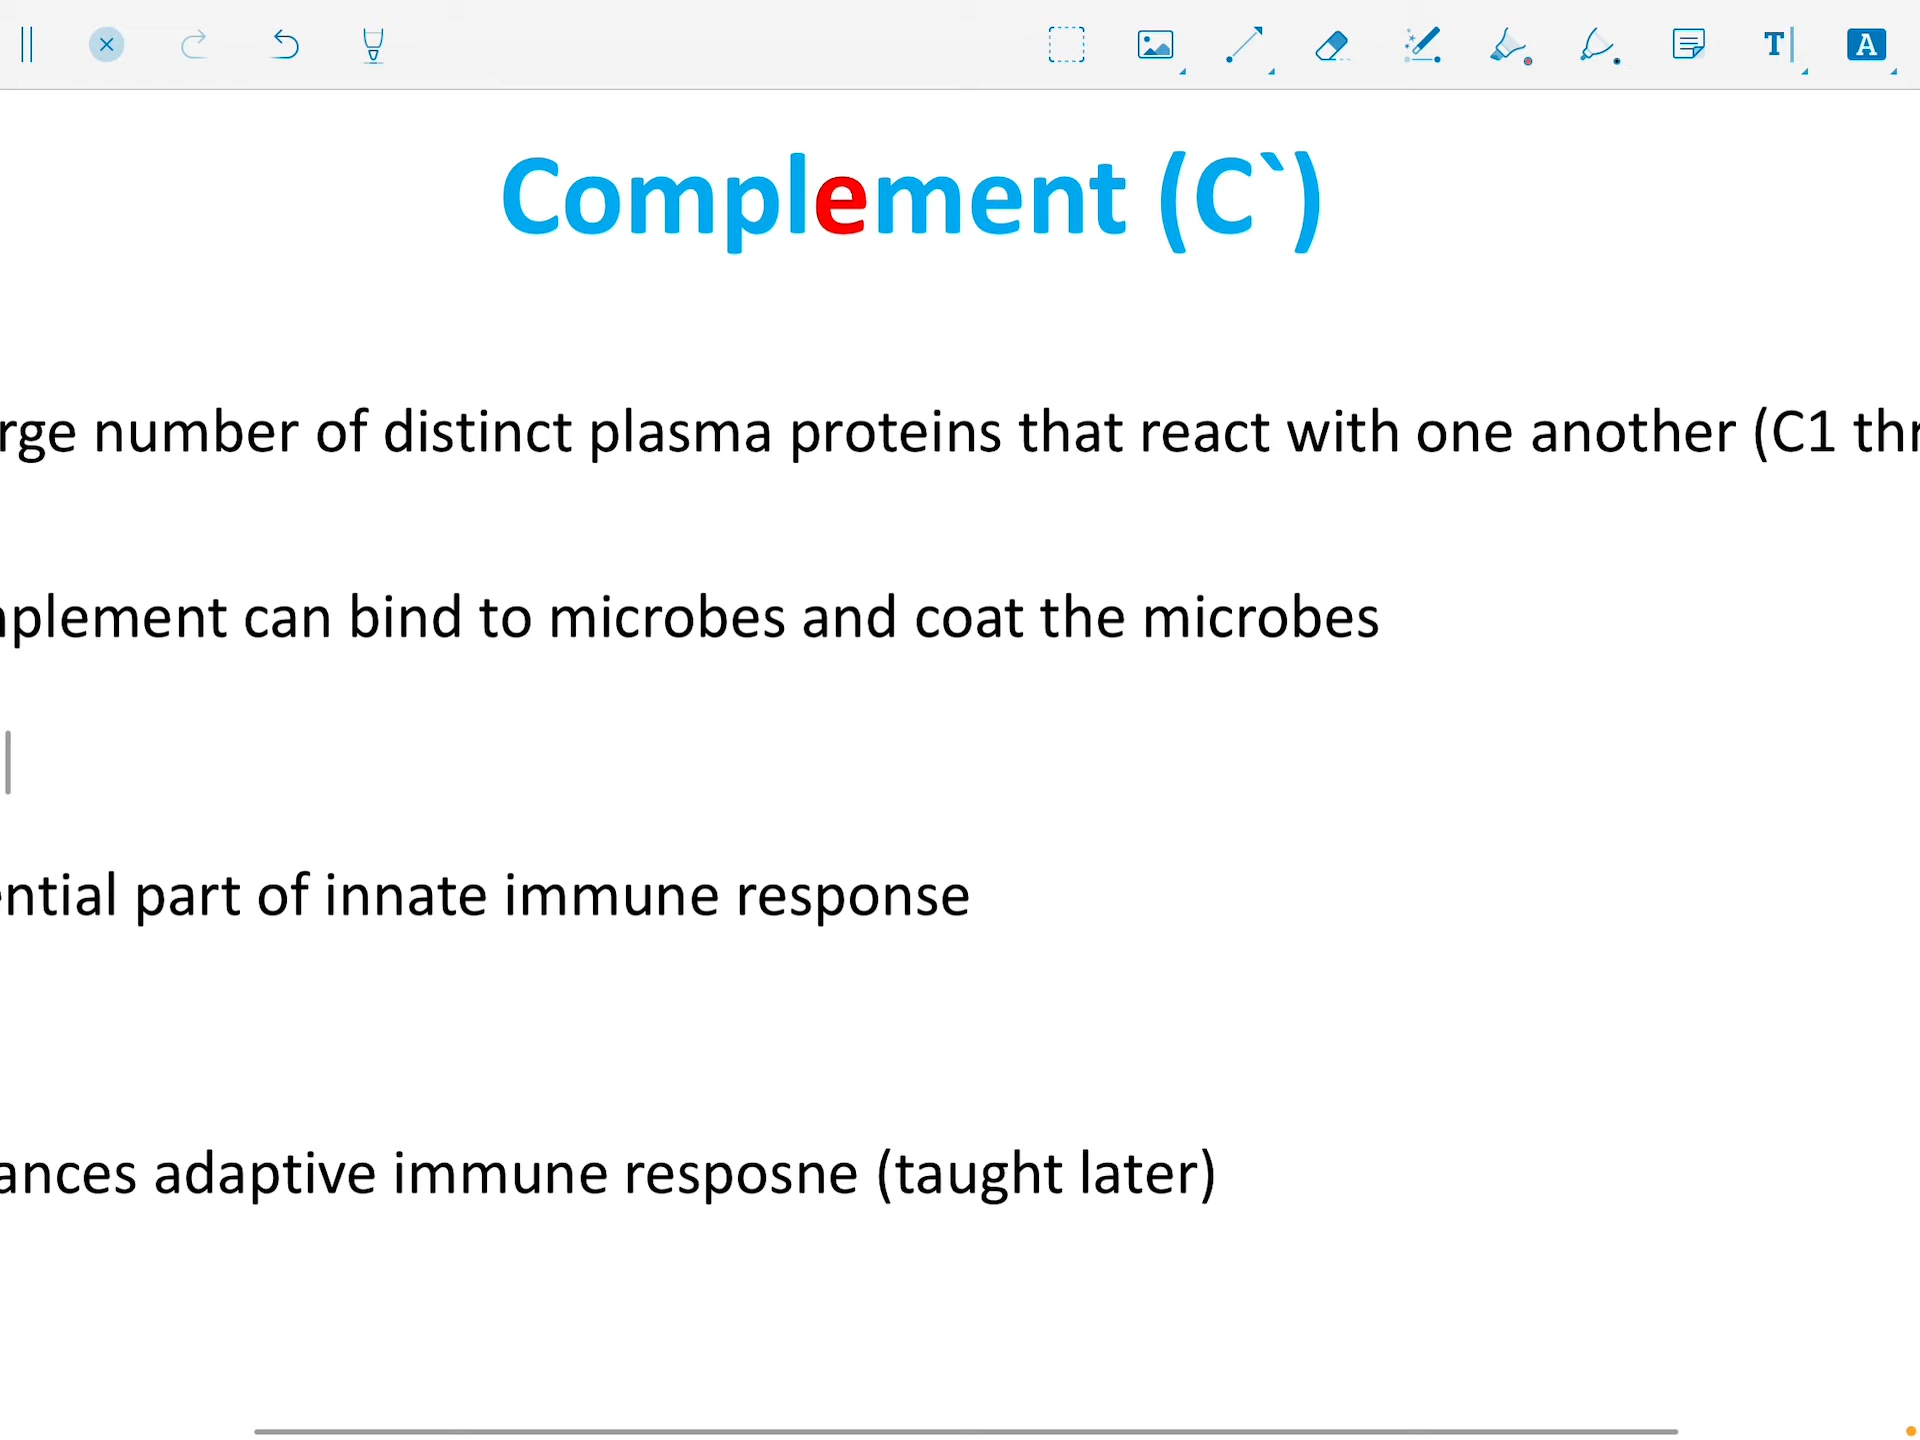 Complement (C`)
rge number of distinct plasma proteins that react with one another (C1 thr
plement can bind to microbes and coat the microbes
ntial part of innate immune response
ances adaptive immune resposne (taught later)